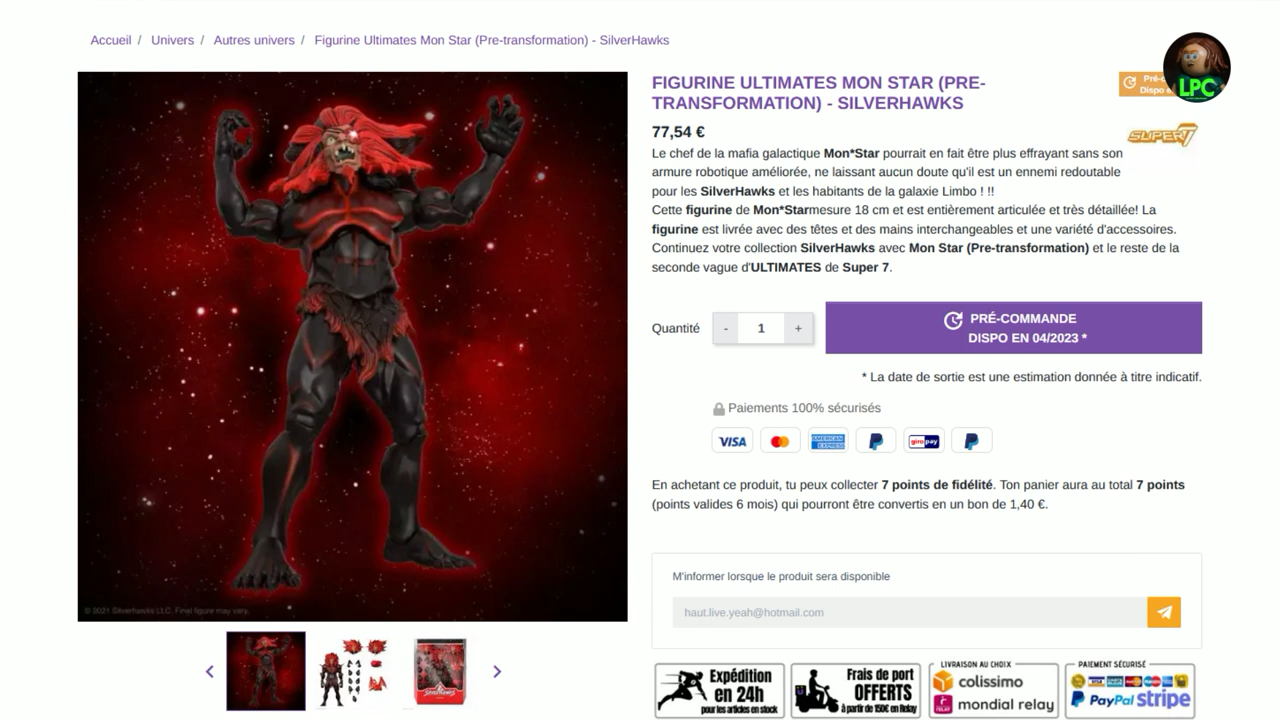 Accueil / Univers / Autres univers / Figurine Ultimates Mon Star (Pre-transformation) - SilverHawks
FIGURINE ULTIMATES MON STAR (PRE-
TRANSFORMATION) - SILVERHAWKS
Pré-
Dispo
LPC
77,54 €
SUPER7
Le chef de la mafia galactique Mon*Star pourrait en fait être plus effrayant sans son
armure robotique améliorée, ne laissant aucun doute qu'il est un ennemi redoutable
pour les SilverHawks et les habitants de la galaxie Limbo ! !!
Cette figurine de Mon*Starmesure 18 cm et est entièrement articulée et très détaillée! La
figurine est livrée avec des têtes et des mains interchangeables et une variété d'accessoires.
Continuez votre collection SilverHawks avec Mon Star (Pre-transformation) et le reste de la
seconde vague d'ULTIMATES de Super 7.
Quantité - 1 +
PRÉ-COMMANDE
DISPO EN 04/2023 *
* La date de sortie est une estimation donnée à titre indicatif.
Paiements 100% sécurisés
VISA
AMERICAN EXPRESS
giropay
En achetant ce produit, tu peux collecter 7 points de fidélité. Ton panier aura au total 7 points
(points valides 6 mois) qui pourront être convertis en un bon de 1,40 €.
M'informer lorsque le produit sera disponible
haut.live.yeah@hotmail.com
© 2021 Silverhawks LLC. Final figure may vary.
Expédition
en 24h
pour les articles en stock
Frais de port
OFFERTS
à partir de 150€ en Relay
LIVRAISON AU CHOIX
colissimo
mondial relay
PAIEMENT SÉCURISÉ
PayPal stripe